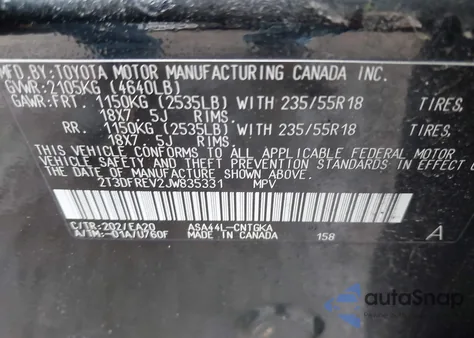 MFD.BY:TOYOTA MOTOR MANUFACTURING CANADA INC.
GVWR:2105KG (4640LB)
GAWR:FRT. 1150KG (2535LB) WITH 235/55R18 TIRES,
18X7. 5J RIMS.
RR. 1150KG (2535LB) WITH 235/55R18 TIRES,
18X7. 5J RIMS.
THIS VEHICLE CONFORMS TO ALL APPLICABLE FEDERAL MOTOR
VEHICLE SAFETY AND THEFT PREVENTION STANDARDS IN EFFECT ON
THE DATE OF MANUFACTURE SHOWN ABOVE.
2T3DFREV2JW835331 MPV
C/TR:202/EA20 ASA44L-CNTGKA
A/TM:-01A/U760F MADE IN CANADA 158 A
autoSnap